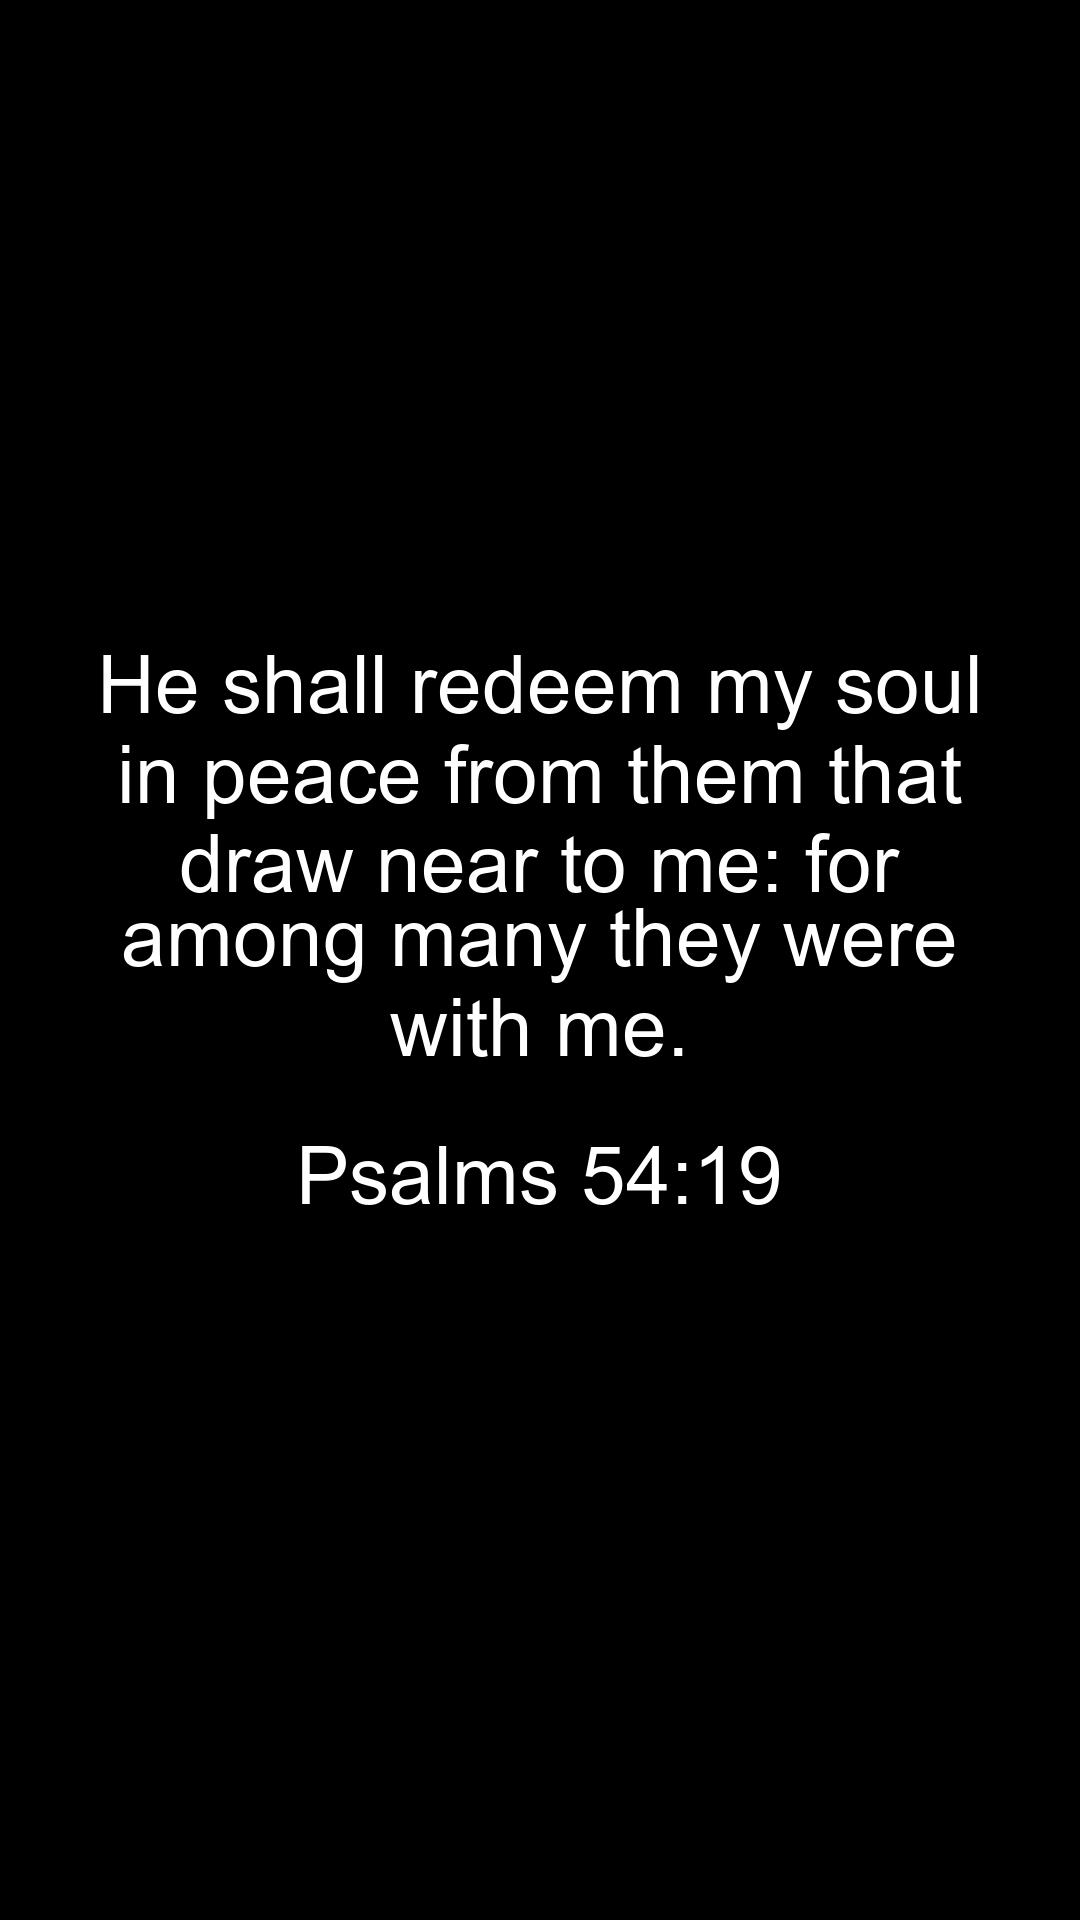 He shall redeem my soul
in peace from them that
draw near to me: for
among many they were
with me.
Psalms 54:19